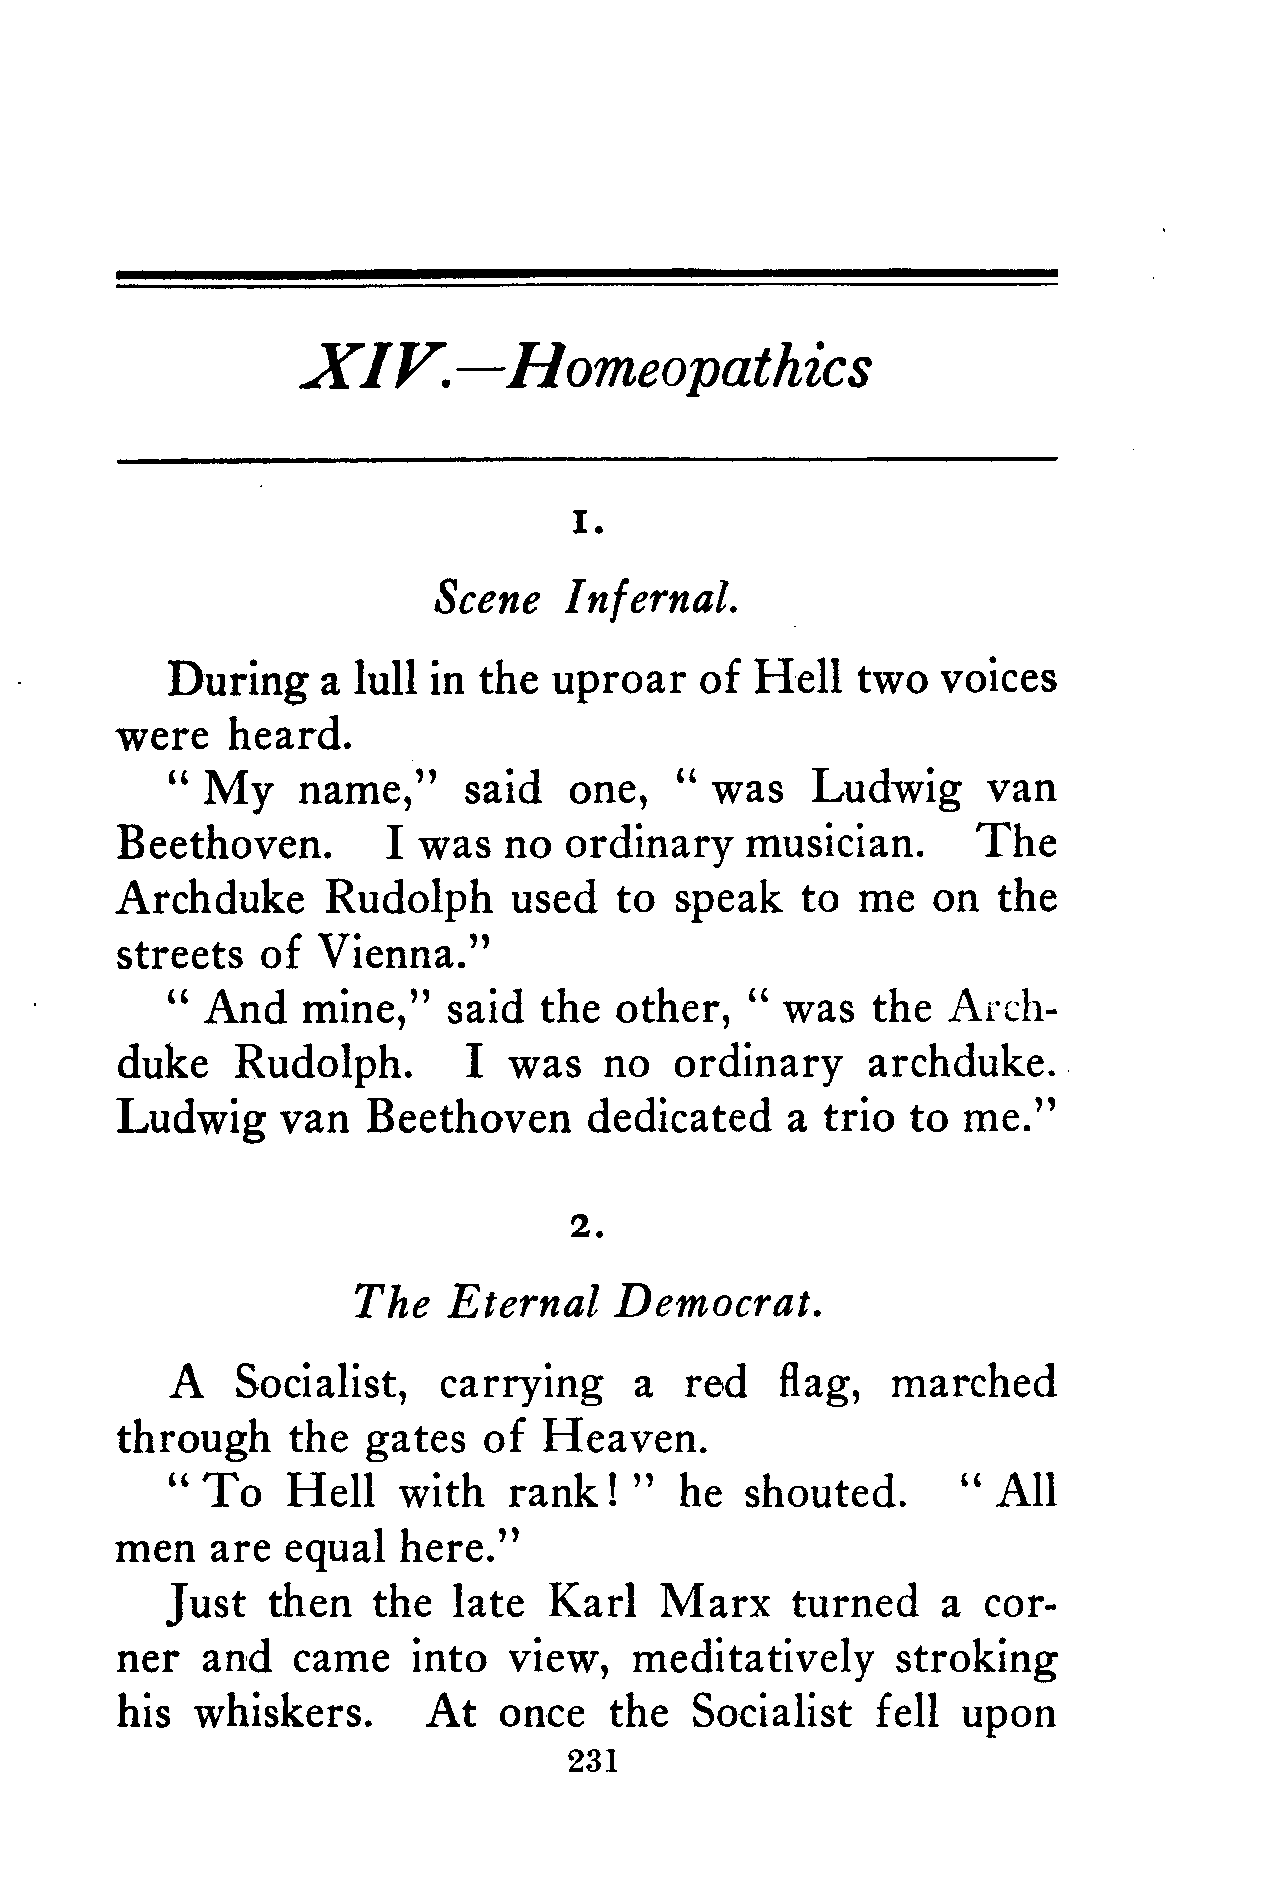 XIV.—Homeopathics
1.
Scene Infernal.
During a lull in the uproar of Hell two voices
were heard.
“ My name,” said one, “ was Ludwig van
Beethoven. I was no ordinary musician. The
Archduke Rudolph used to speak to me on the
streets of Vienna.”
“ And mine,” said the other, “ was the Arch-
duke Rudolph. I was no ordinary archduke.
Ludwig van Beethoven dedicated a trio to me.”
2.
The Eternal Democrat.
A Socialist, carrying a red flag, marched
through the gates of Heaven.
“ To Hell with rank! ” he shouted. “ All
men are equal here.”
Just then the late Karl Marx turned a cor-
ner and came into view, meditatively stroking
his whiskers. At once the Socialist fell upon
231